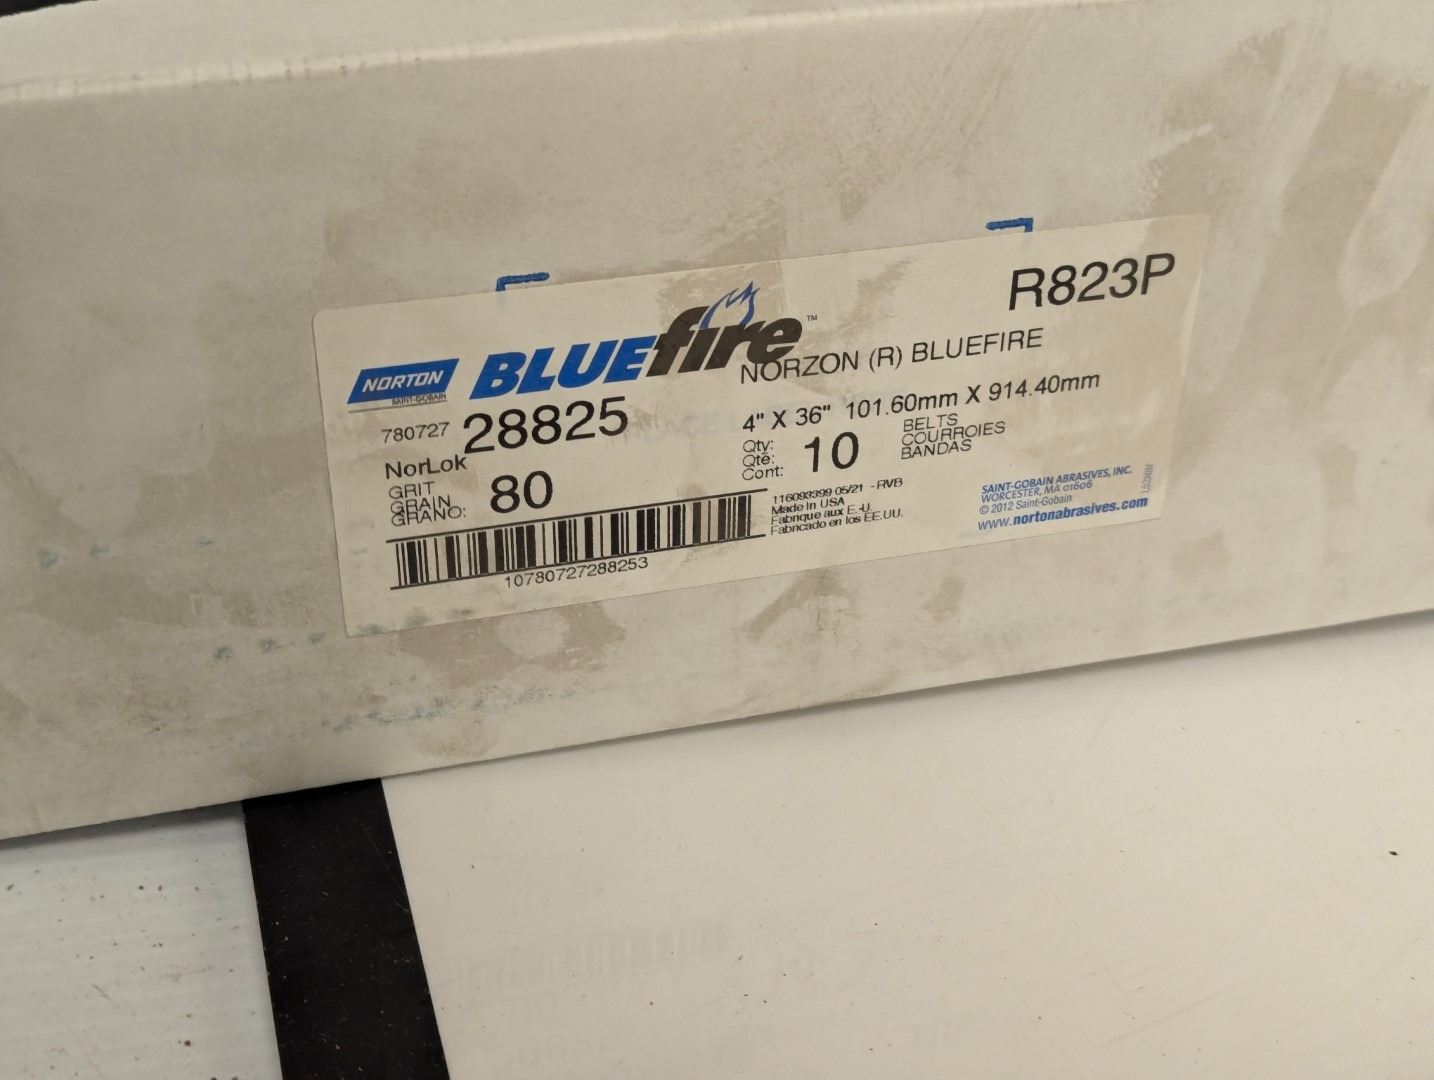 R823P
NORTON
SAINT-GOBAIN
BLUEfire™
NORZON (R) BLUEFIRE
780727 28825
4" X 36" 101.60mm X 914.40mm
NorLok
Qty:
Qté:
Cont:
10
BELTS
COURROIES
BANDAS
GRIT
GRAIN
GRANO:
80
116093399 05/21 -RVB
Made in USA
Fabrique aux E.-U.
Fabricado en los EE.UU.
SAINT-GOBAIN ABRASIVES, INC.
WORCESTER, MA 01606
© 2012 Saint-Gobain
www.nortonabrasives.com
10780727288253